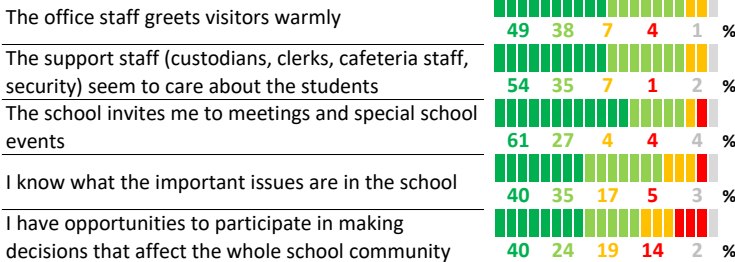 The office staff greets visitors warmly
49 38 7 4 1 %
The support staff (custodians, clerks, cafeteria staff,
security) seem to care about the students
54 35 7 1 2 %
The school invites me to meetings and special school
events
61 27 4 4 4 %
I know what the important issues are in the school
40 35 17 5 3 %
I have opportunities to participate in making
decisions that affect the whole school community
40 24 19 14 2 %